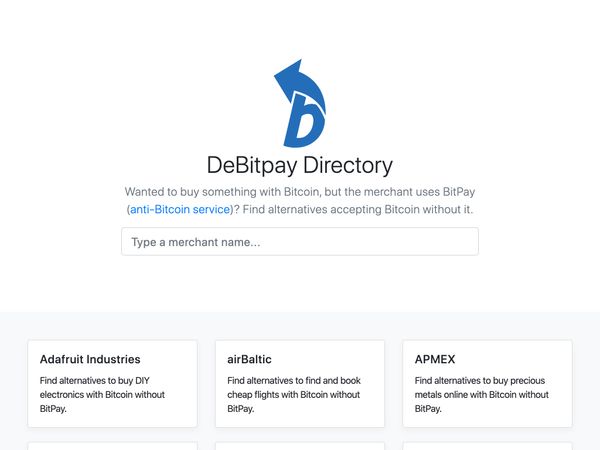 b
DeBitpay Directory
Wanted to buy something with Bitcoin, but the merchant uses BitPay
(anti-Bitcoin service)? Find alternatives accepting Bitcoin without it.
Type a merchant name...
Adafruit Industries
Find alternatives to buy DIY
electronics with Bitcoin without
BitPay.
airBaltic
Find alternatives to find and book
cheap flights with Bitcoin without
BitPay.
APMEX
Find alternatives to buy precious
metals online with Bitcoin without
BitPay.